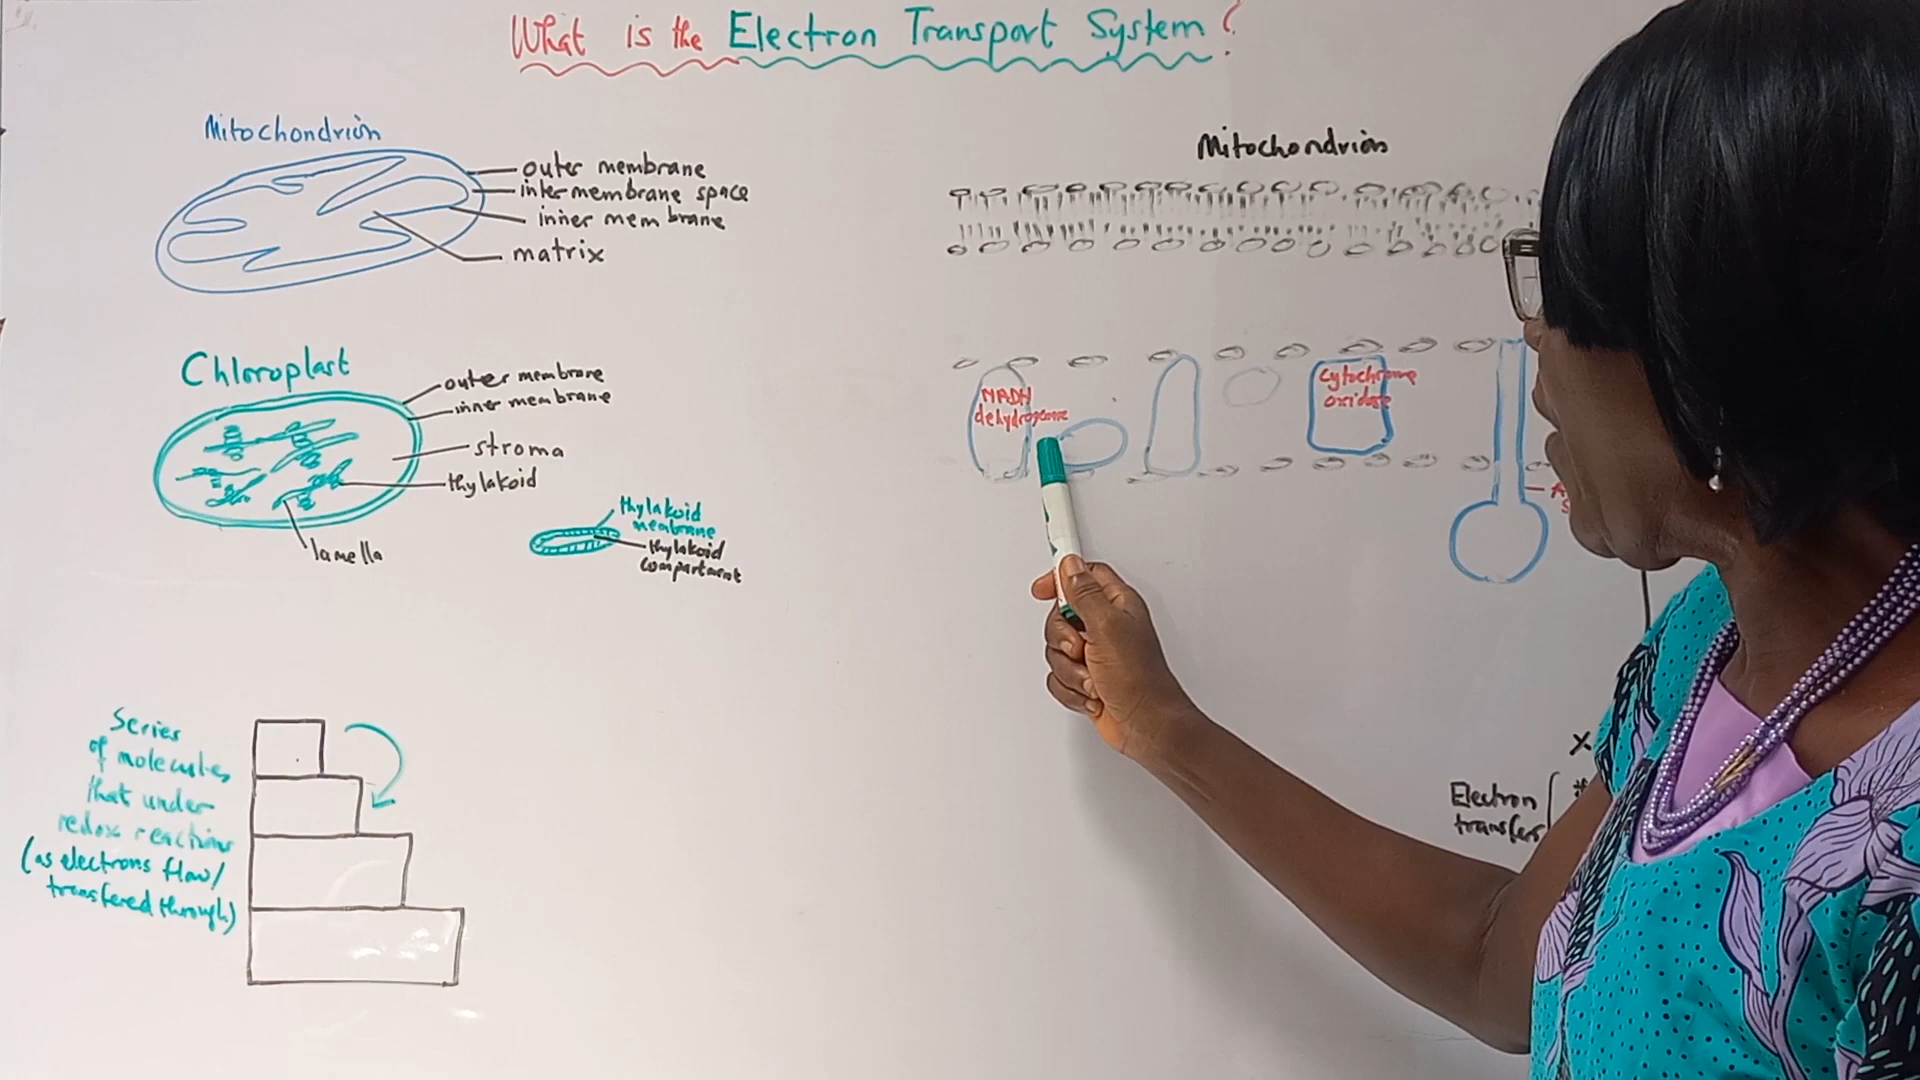 What is the Electron Transport System?
Mitochondrion
outer membrane
inter membrane space
inner membrane
matrix
Chloroplast
outer membrane
inner membrane
stroma
thylakoid
lamella
thylakoid
membrane
thylakoid
compartment
Series
of molecules
that under
redox reactions
(as electrons flow/
transfered through)
Mitochondrion
NADH
dehydrogenase
Cytochrome
oxidase
X
Electron
transfers